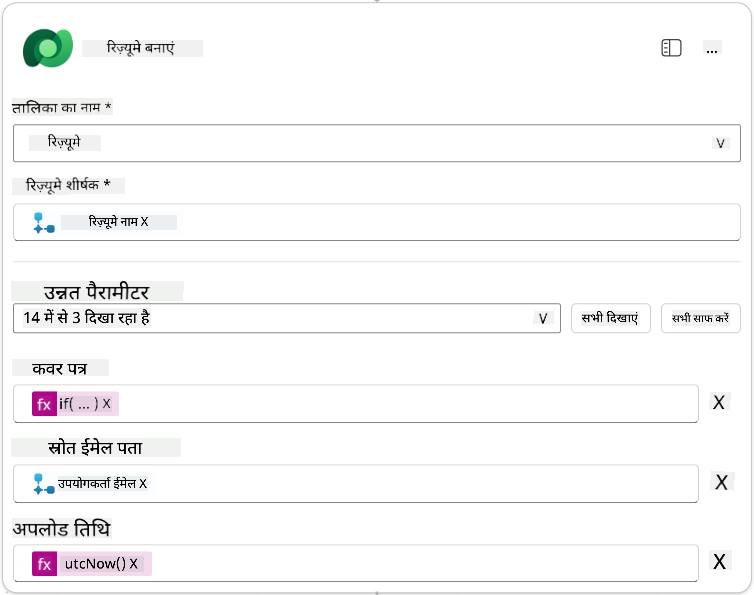 रिज़्यूमे बनाएं ...
तालिका का नाम *
रिज़्यूमे V
रिज़्यूमे शीर्षक *
रिज़्यूमे नाम X
उन्नत पैरामीटर
14 में से 3 दिखा रहा है V सभी दिखाएं सभी साफ करें
कवर पत्र
fx if( ... ) X X
स्रोत ईमेल पता
उपयोगकर्ता ईमेल X X
अपलोड तिथि
fx utcNow() X X